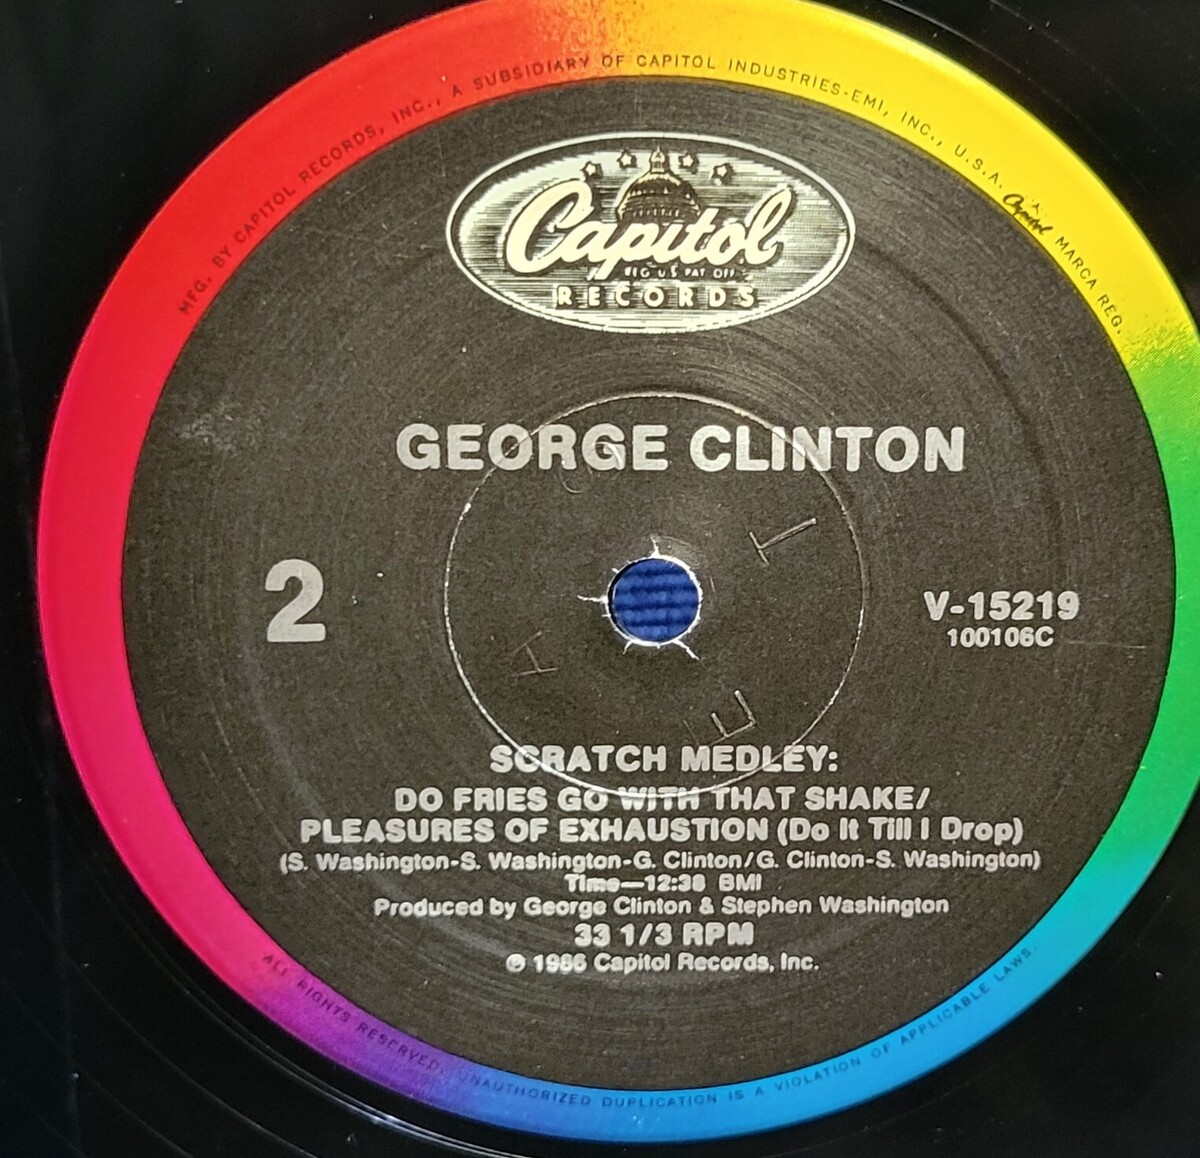 MFG. BY CAPITOL RECORDS, INC., A SUBSIDIARY OF CAPITOL INDUSTRIES-EMI, INC., U.S.A. Capitol MARCA REG.
Capitol
REG U.S PAT OFF
RECORDS
GEORGE CLINTON
2
V-15219
100106C
SCRATCH MEDLEY:
DO FRIES GO WITH THAT SHAKE/
PLEASURES OF EXHAUSTION (Do It Till I Drop)
(S. Washington-S. Washington-G. Clinton/G. Clinton-S. Washington)
Time—12:38 BMI
Produced by George Clinton & Stephen Washington
33 1/3 RPM
℗ 1986 Capitol Records, Inc.
ALL RIGHTS RESERVED. UNAUTHORIZED DUPLICATION IS A VIOLATION OF APPLICABLE LAWS.